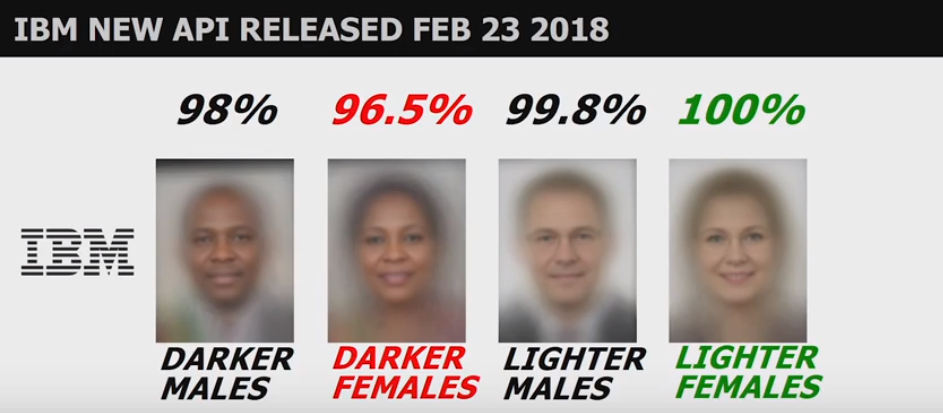 IBM NEW API RELEASED FEB 23 2018
98% 96.5% 99.8% 100%
IBM
DARKER DARKER LIGHTER LIGHTER
MALES FEMALES MALES FEMALES